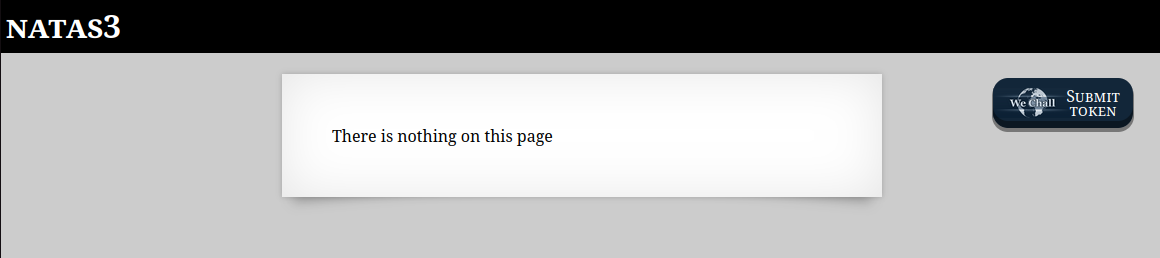 NATAS3
There is nothing on this page
We Chall
SUBMIT
TOKEN